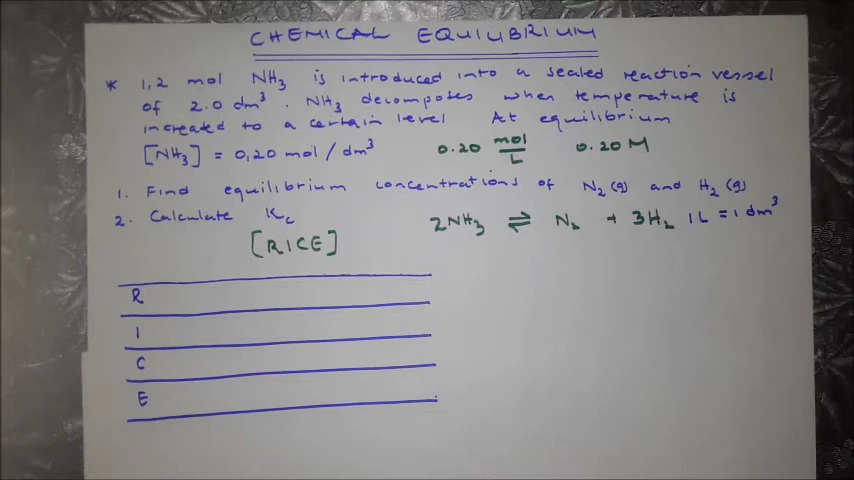 CHEMICAL EQUILIBRIUM
* 1,2 mol NH₃ is introduced into a sealed reaction vessel
of 2.0 dm³. NH₃ decomposes when temperature is
increased to a certain level At equilibrium
[NH₃] = 0,20 mol/dm³ 0.20 mol/L 0.20 M
1. Find equilibrium concentrations of N₂(g) and H₂(g)
2. Calculate Kc 2NH₃ ⇌ N₂ + 3H₂ 1L = 1 dm³
[RICE]
R
I
C
E